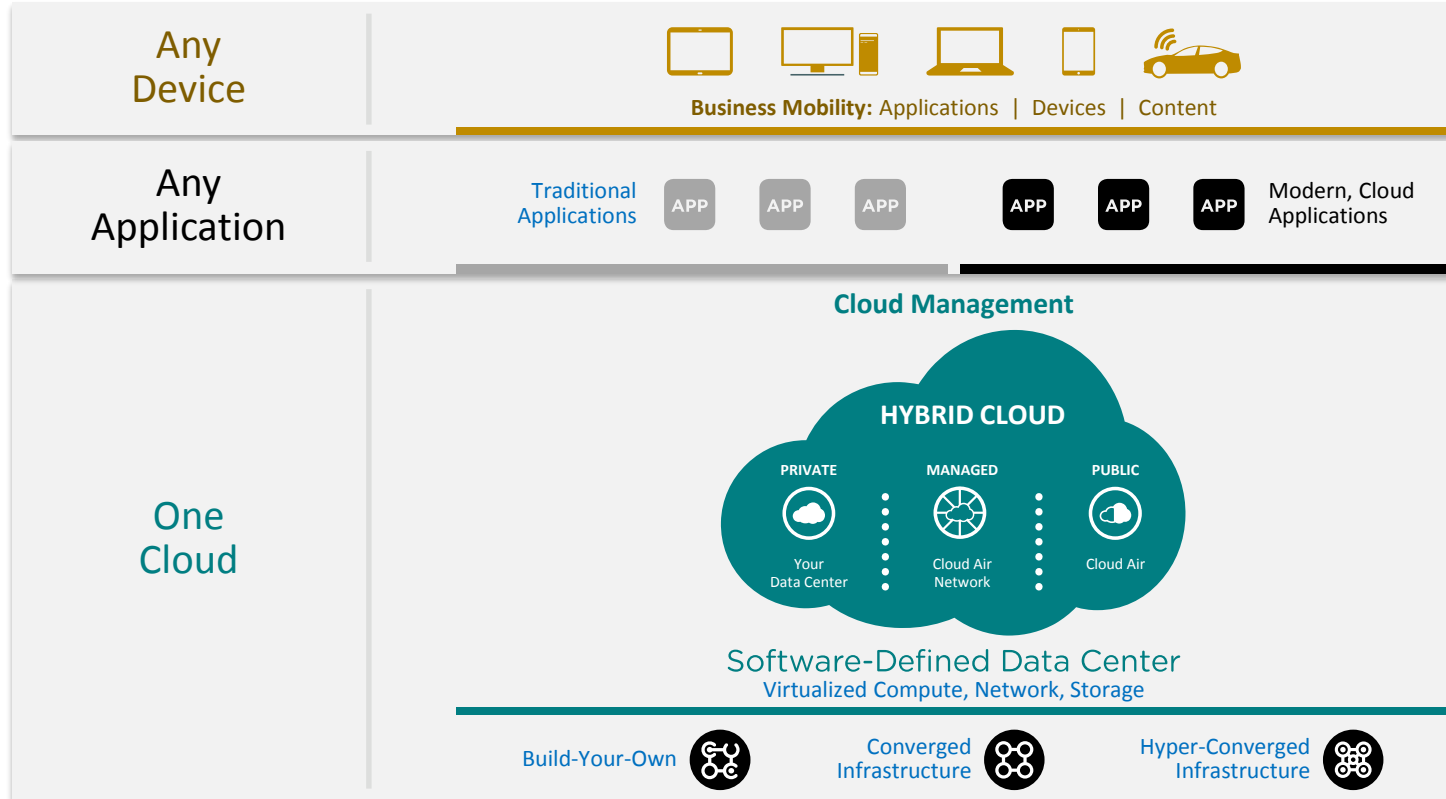 Any
Device
Business Mobility: Applications | Devices | Content
Any
Application
Traditional
Applications
APP
APP
APP
APP
APP
APP
Modern, Cloud
Applications
One
Cloud
Cloud Management
HYBRID CLOUD
PRIVATE
MANAGED
PUBLIC
Your
Data Center
Cloud Air
Network
Cloud Air
Software-Defined Data Center
Virtualized Compute, Network, Storage
Build-Your-Own
Converged
Infrastructure
Hyper-Converged
Infrastructure